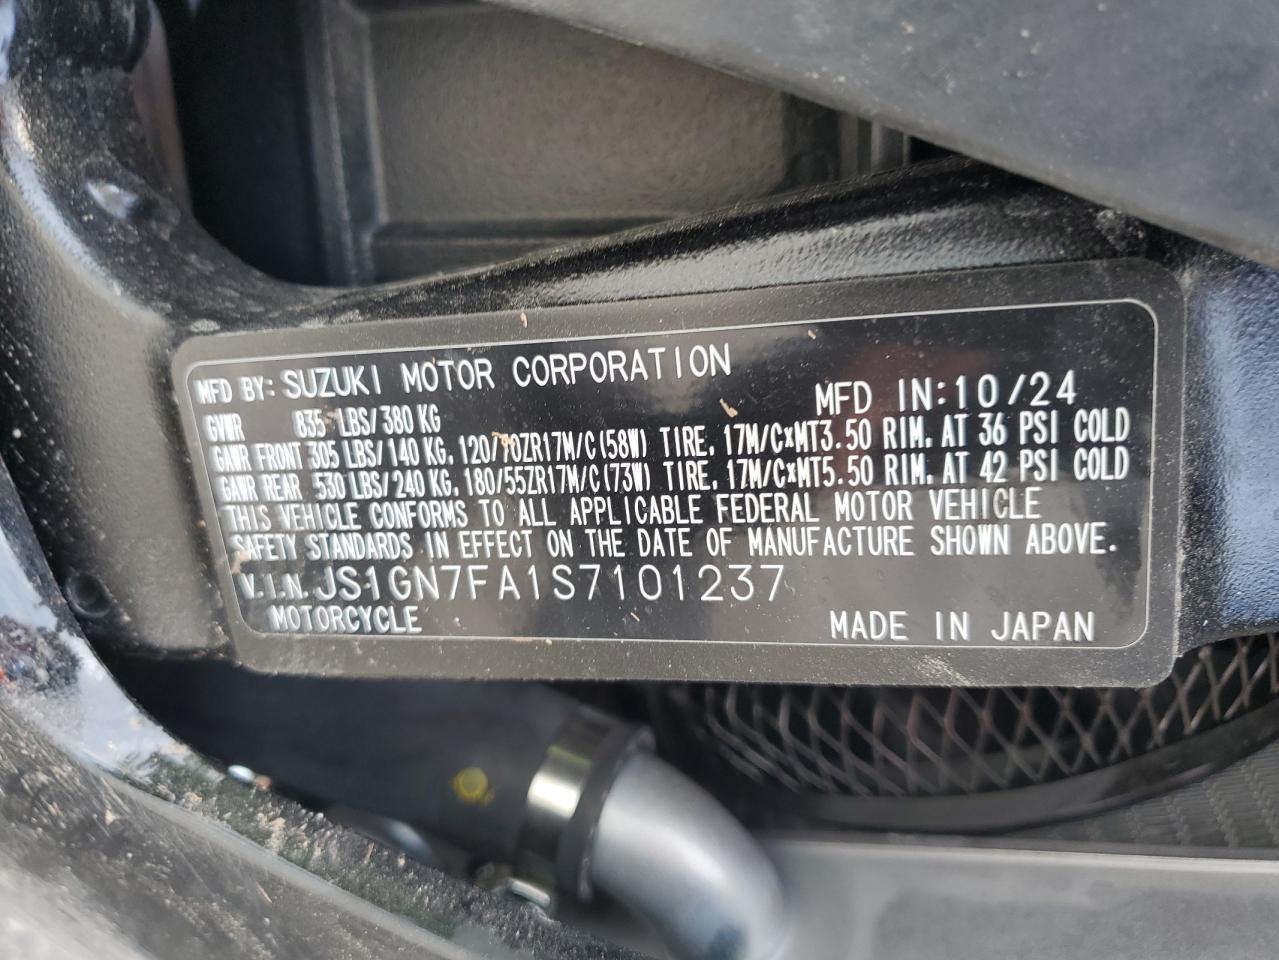 MFD BY: SUZUKI MOTOR CORPORATION
MFD IN: 10/24
GVWR 835 LBS/380 KG
GAWR FRONT 305 LBS/140 KG, 120/70ZR17M/C(58W) TIRE, 17M/CxMT3.50 RIM, AT 36 PSI COLD
GAWR REAR 530 LBS/240 KG, 180/55ZR17M/C(73W) TIRE, 17M/CxMT5.50 RIM, AT 42 PSI COLD
THIS VEHICLE CONFORMS TO ALL APPLICABLE FEDERAL MOTOR VEHICLE
SAFETY STANDARDS IN EFFECT ON THE DATE OF MANUFACTURE SHOWN ABOVE.
V.I.N. JS1GN7FA1S7101237
MOTORCYCLE MADE IN JAPAN